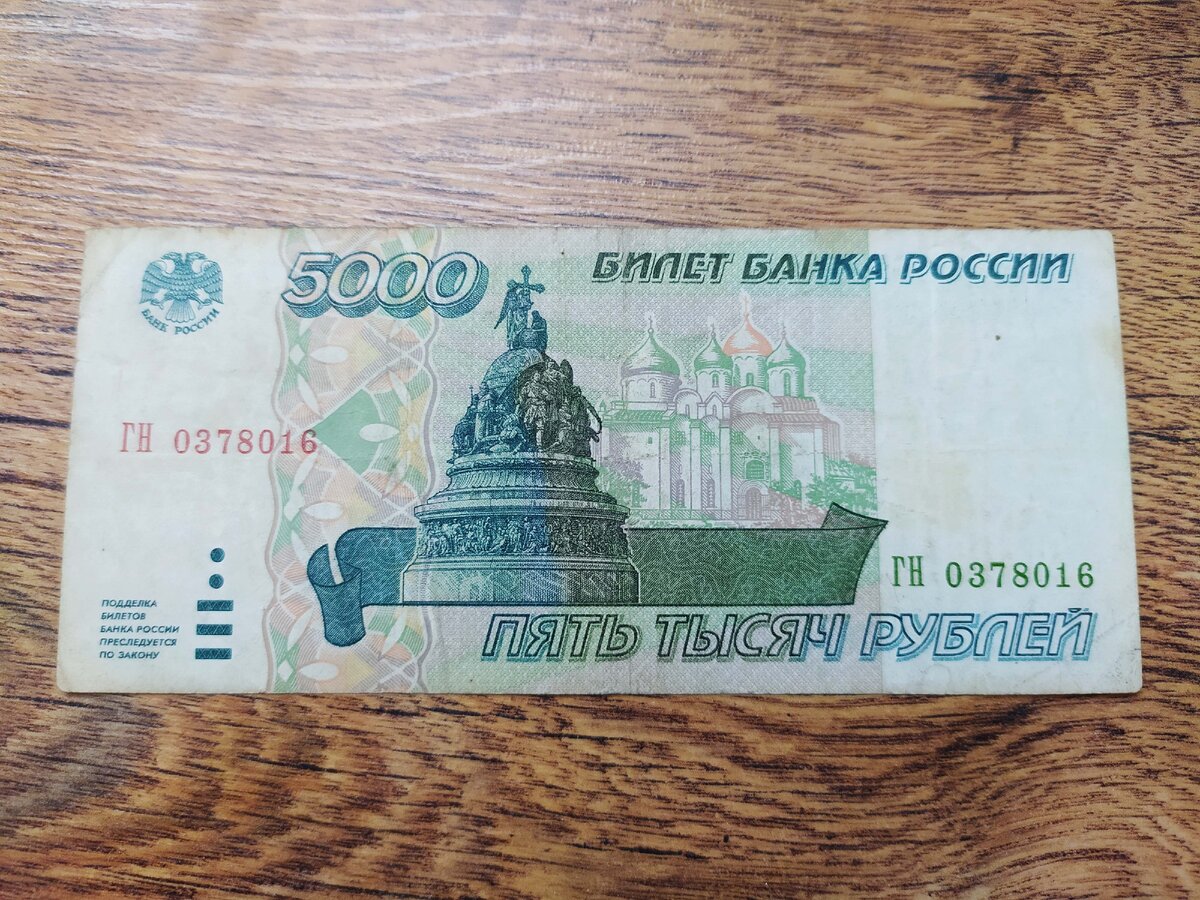 5000
БИЛЕТ БАНКА РОССИИ
БАНК РОССИИ
ГН 0378016
ГН 0378016
ПОДДЕЛКА
БИЛЕТОВ
БАНКА РОССИИ
ПРЕСЛЕДУЕТСЯ
ПО ЗАКОНУ
ПЯТЬ ТЫСЯЧ РУБЛЕЙ